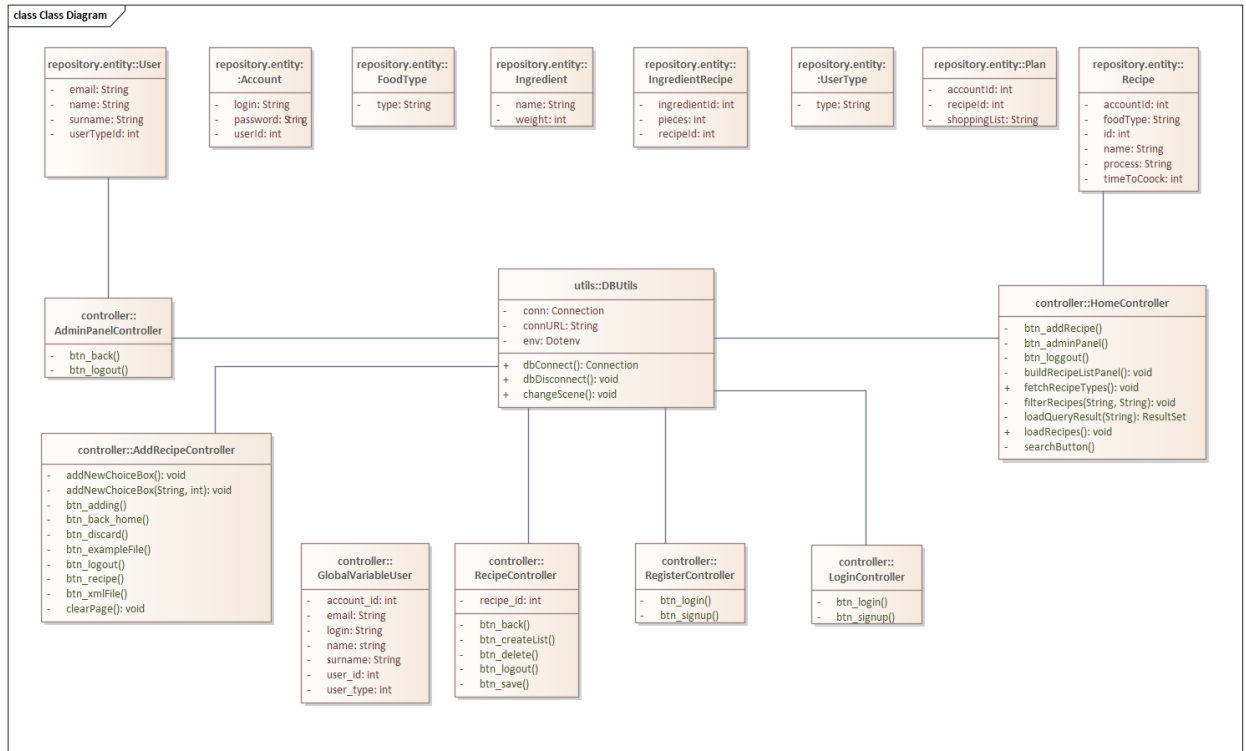 class Class Diagram
repository.entity::User
- email: String
- name: String
- surname: String
- userTypeId: int
repository.entity:
:Account
- login: String
- password: String
- userId: int
repository.entity::
FoodType
- type: String
repository.entity::
Ingredient
- name: String
- weight: int
repository.entity::
IngredientRecipe
- ingredientId: int
- pieces: int
- recipeId: int
repository.entity:
:UserType
- type: String
repository.entity::Plan
- accountId: int
- recipeId: int
- shoppingList: String
repository.entity::
Recipe
- accountId: int
- foodType: String
- id: int
- name: String
- process: String
- timeToCoock: int
controller::
AdminPanelController
- btn_back()
- btn_logout()
utils::DBUtils
- conn: Connection
- connURL: String
- env: Dotenv
+ dbConnect(): Connection
+ dbDisconnect(): void
+ changeScene(): void
controller::HomeController
- btn_addRecipe()
- btn_adminPanel()
- btn_loggout()
- buildRecipeListPanel(): void
+ fetchRecipeTypes(): void
- filterRecipes(String, String): void
- loadQueryResult(String): ResultSet
+ loadRecipes(): void
- searchButton()
controller::AddRecipeController
- addNewChoiceBox(): void
- addNewChoiceBox(String, int): void
- btn_adding()
- btn_back_home()
- btn_discard()
- btn_exampleFile()
- btn_logout()
- btn_recipe()
- btn_xmlFile()
- clearPage(): void
controller::
GlobalVariableUser
- account_id: int
- email: String
- login: String
- name: string
- surname: String
- user_id: int
- user_type: int
controller::
RecipeController
- recipe_id: int
- btn_back()
- btn_createList()
- btn_delete()
- btn_logout()
- btn_save()
controller::
RegisterController
- btn_login()
- btn_signup()
controller::
LoginController
- btn_login()
- btn_signup()